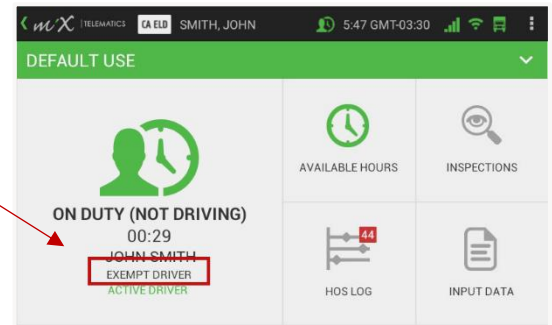 mix TELEMATICS CA ELD SMITH, JOHN 5:47 GMT-03:30
DEFAULT USE
AVAILABLE HOURS
INSPECTIONS
ON DUTY (NOT DRIVING)
00:29
JOHN SMITH
EXEMPT DRIVER
ACTIVE DRIVER
44
HOS LOG
INPUT DATA